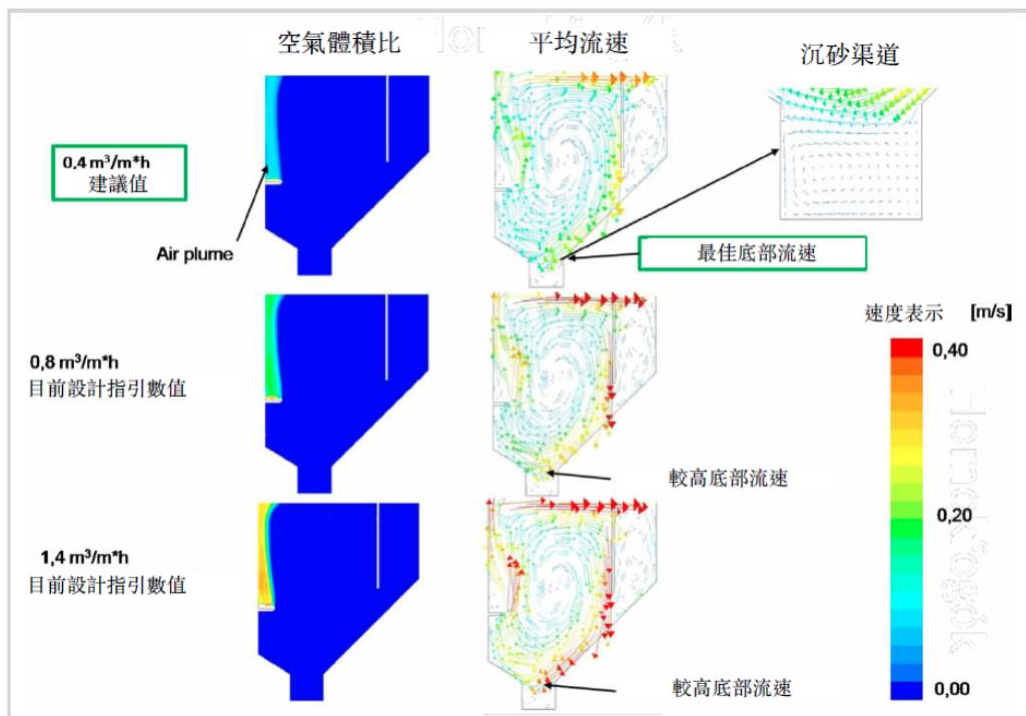 空氣體積比
平均流速
沉砂渠道
0,4 m³/m*h
建議值
Air plume
最佳底部流速
速度表示 [m/s]
0,40
0,20
0,00
0,8 m³/m*h
目前設計指引數值
較高底部流速
1,4 m³/m*h
目前設計指引數值
較高底部流速